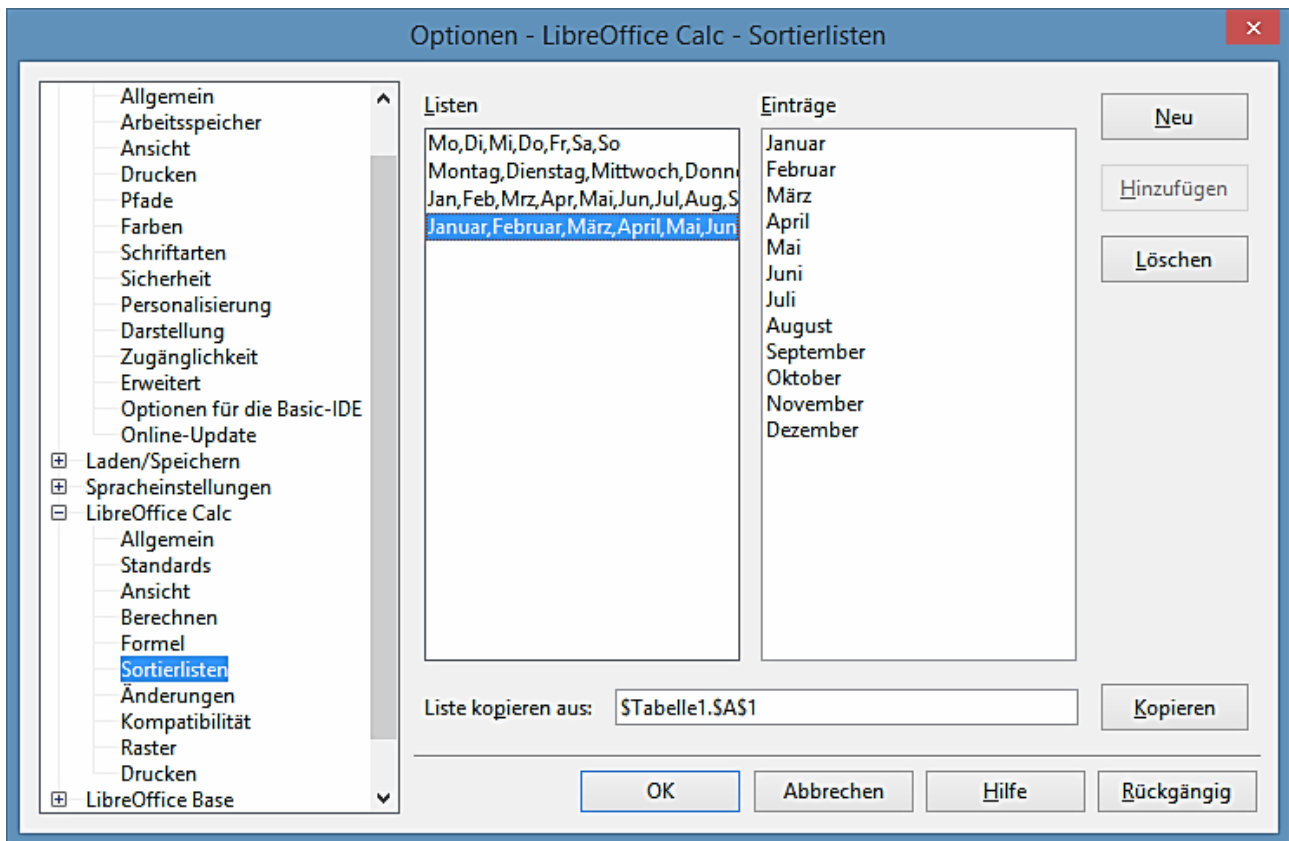 Optionen - LibreOffice Calc - Sortierlisten
Allgemein
Arbeitsspeicher
Ansicht
Drucken
Pfade
Farben
Schriftarten
Sicherheit
Personalisierung
Darstellung
Zugänglichkeit
Erweitert
Optionen für die Basic-IDE
Online-Update
Laden/Speichern
Spracheinstellungen
LibreOffice Calc
Allgemein
Standards
Ansicht
Berechnen
Formel
Sortierlisten
Änderungen
Kompatibilität
Raster
Drucken
LibreOffice Base
Listen
Mo,Di,Mi,Do,Fr,Sa,So
Montag,Dienstag,Mittwoch,Donn
Jan,Feb,Mrz,Apr,Mai,Jun,Jul,Aug,S
Januar,Februar,März,April,Mai,Jun
Einträge
Januar
Februar
März
April
Mai
Juni
Juli
August
September
Oktober
November
Dezember
Neu
Hinzufügen
Löschen
Liste kopieren aus: $Tabelle1.$A$1
Kopieren
OK Abbrechen Hilfe Rückgängig